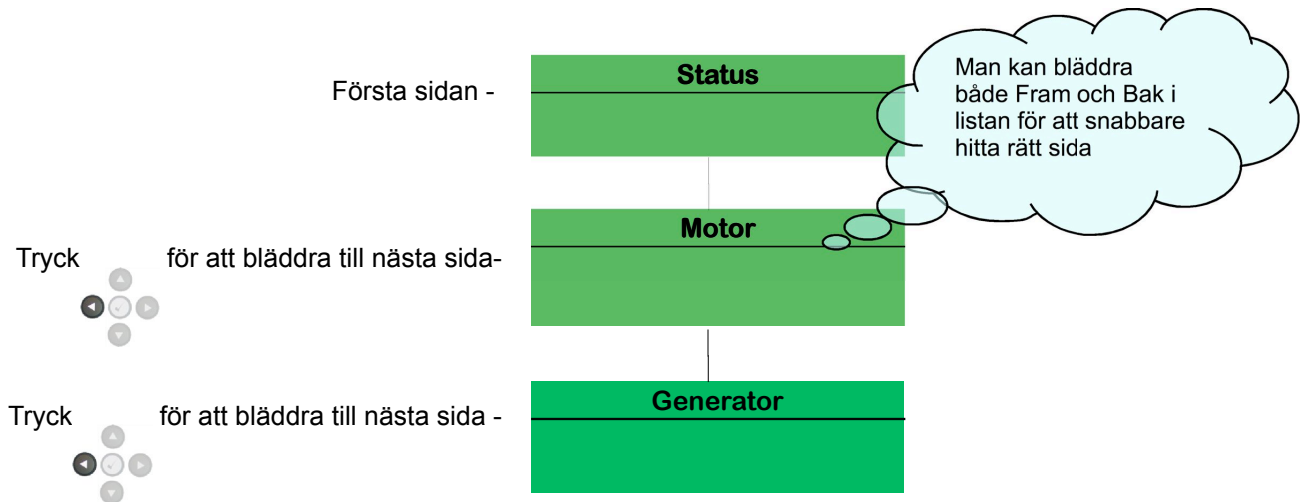 Status
Första sidan -
Man kan bläddra
både Fram och Bak i
listan för att snabbare
hitta rätt sida
Motor
Tryck för att bläddra till nästa sida-
Generator
Tryck för att bläddra till nästa sida -